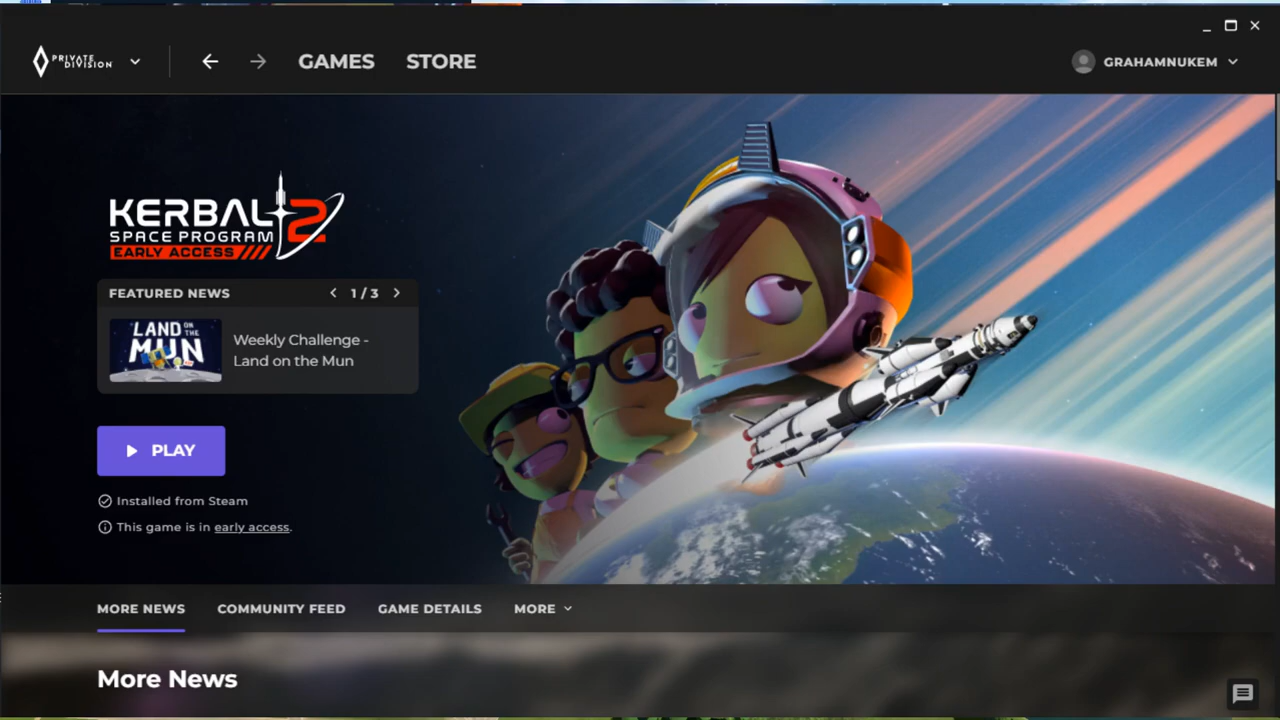 PRIVATE
DIVISION
GAMES
STORE
GRAHAMNUKEM
KERBAL 2
SPACE PROGRAM
EARLY ACCESS
FEATURED NEWS
1 / 3
LAND ON THE
MUN
Weekly Challenge -
Land on the Mun
PLAY
Installed from Steam
This game is in early access.
MORE NEWS
COMMUNITY FEED
GAME DETAILS
MORE
More News